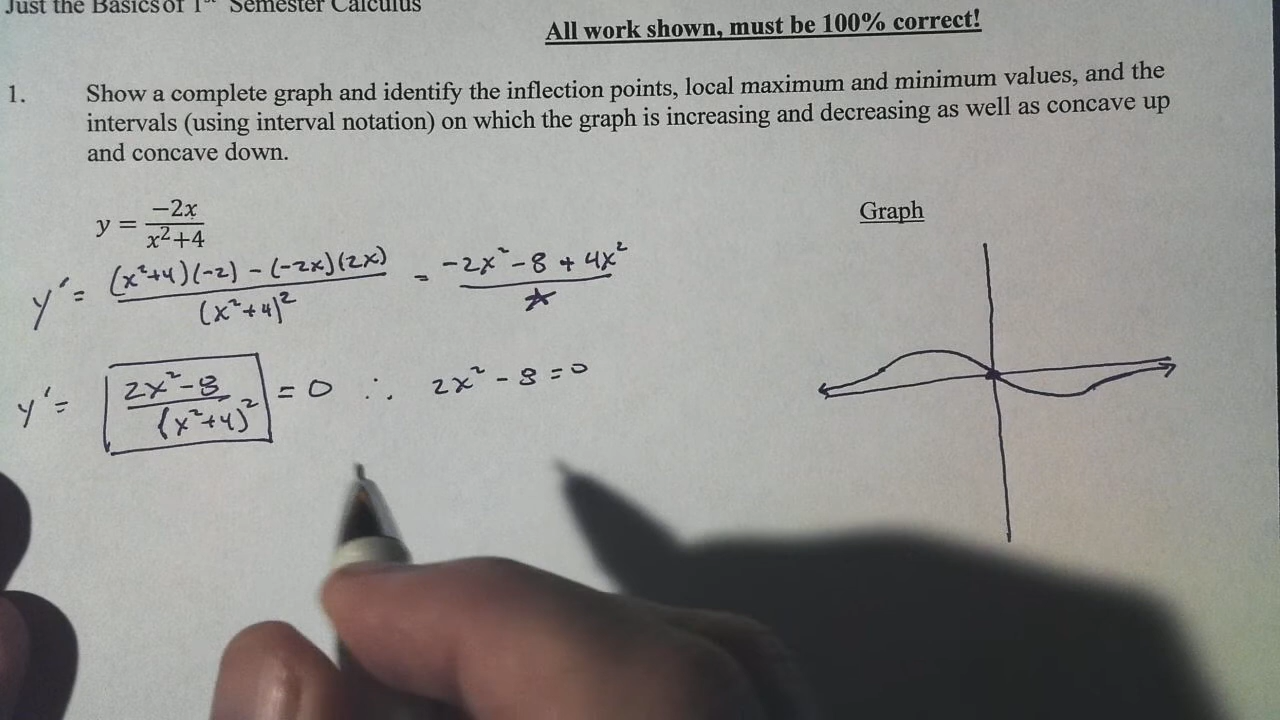 Just the Basics of 1st Semester Calculus
All work shown, must be 100% correct!
1. Show a complete graph and identify the inflection points, local maximum and minimum values, and the
intervals (using interval notation) on which the graph is increasing and decreasing as well as concave up
and concave down.
y = −2x / x²+4
Graph
y' = (x²+4)(-2) - (-2x)(2x) / (x²+4)² = -2x² - 8 + 4x² / *
y' = 2x²-8 / (x²+4)² = 0 ∴ 2x² - 8 = 0